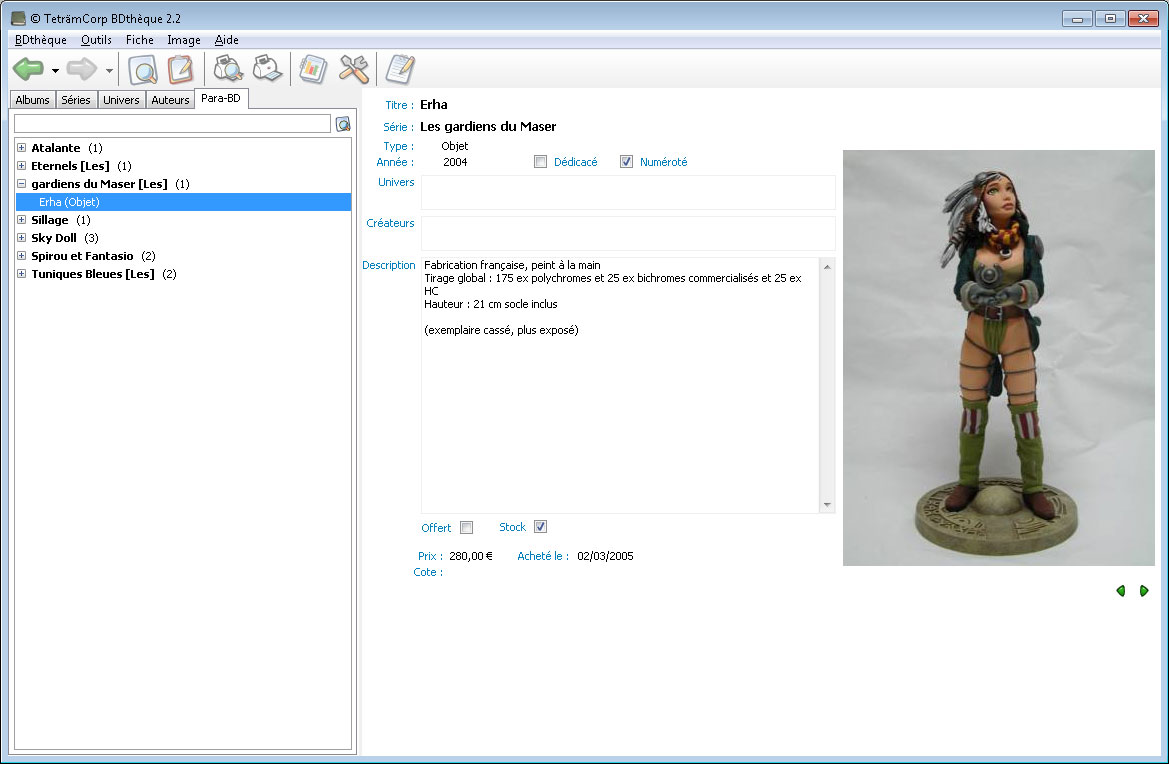 © TetràmCorp BDthèque 2.2
BDthèque Outils Fiche Image Aide
Albums Séries Univers Auteurs Para-BD
Atalante (1)
Eternels [Les] (1)
gardiens du Maser [Les] (1)
Erha (Objet)
Sillage (1)
Sky Doll (3)
Spirou et Fantasio (2)
Tuniques Bleues [Les] (2)
Titre : Erha
Série : Les gardiens du Maser
Type : Objet
Année : 2004 Dédicacé Numéroté
Univers
Créateurs
Description
Fabrication française, peint à la main
Tirage global : 175 ex polychromes et 25 ex bichromes commercialisés et 25 ex
HC
Hauteur : 21 cm socle inclus
(exemplaire cassé, plus exposé)
Offert Stock
Prix : 280,00 € Acheté le : 02/03/2005
Cote :